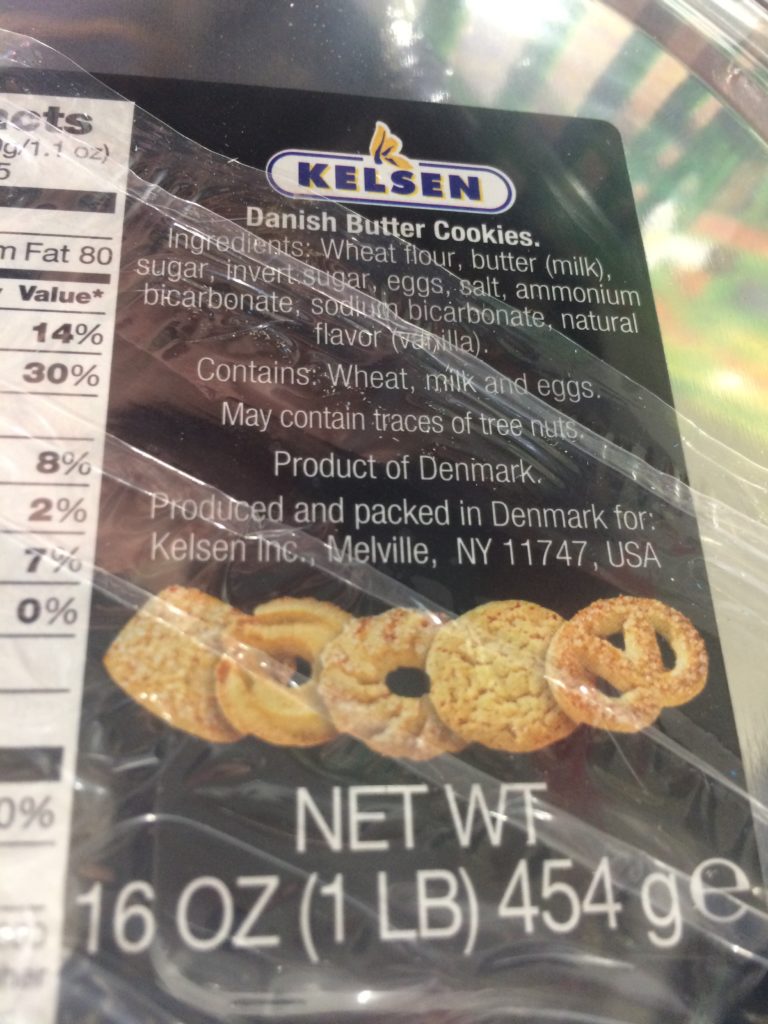 KELSEN
Danish Butter Cookies.
Ingredients: Wheat flour, butter (milk),
sugar, invert sugar, eggs, salt, ammonium
bicarbonate, sodium bicarbonate, natural
flavor (vanilla).
Contains: Wheat, milk and eggs.
May contain traces of tree nuts.
Product of Denmark.
Produced and packed in Denmark for:
Kelsen Inc., Melville, NY 11747, USA
NET WT
16 OZ (1 LB) 454 g e
g/1.1 oz)
5
m Fat 80
Value*
14%
30%
8%
2%
7%
0%
0%